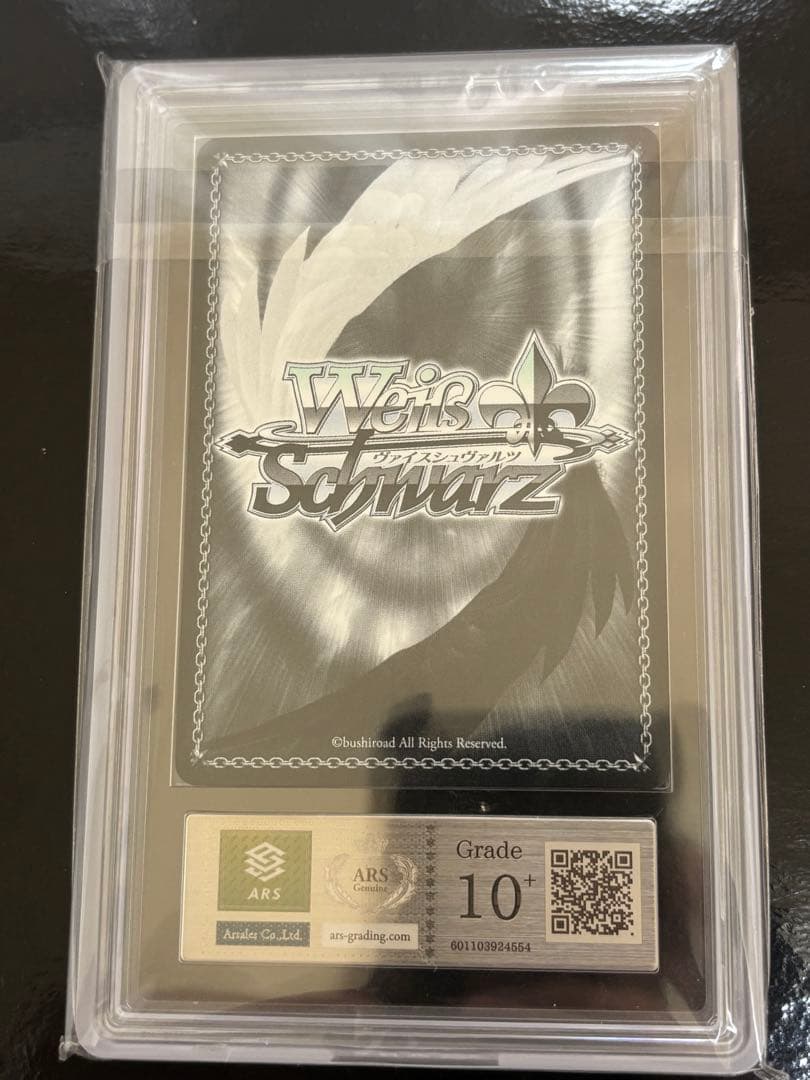 Weiß
ヴァイスシュヴァルツ
Schwarz
©bushiroad All Rights Reserved.
ARS
Arsales Co.,Ltd.
ARS
Genuine
ars-grading.com
Grade
10+
601103924554